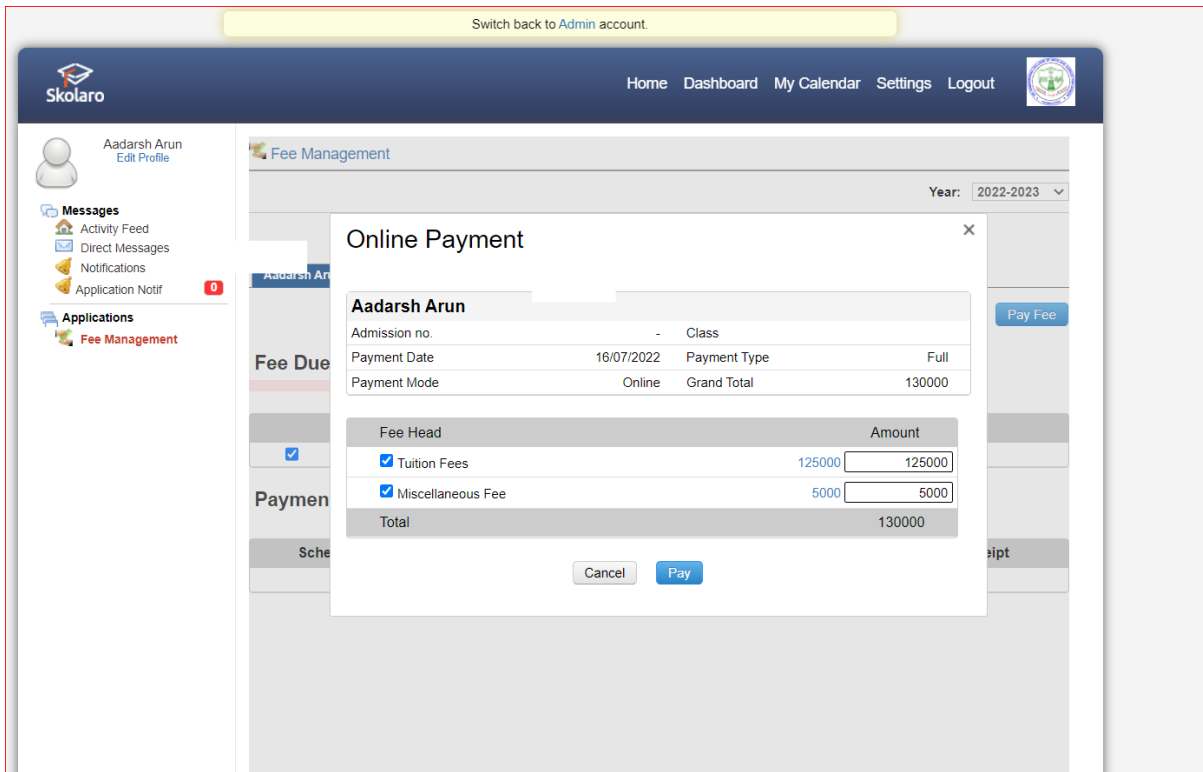 Switch back to Admin account.
Skolaro
Home Dashboard My Calendar Settings Logout
Aadarsh Arun
Edit Profile
Fee Management
Year: 2022-2023
Messages
Activity Feed
Direct Messages
Notifications
Application Notif 0
Applications
Fee Management
Aadarsh Arun
Pay Fee
Fee Due
Paymen
Sche
eipt
Online Payment
×
Aadarsh Arun
Admission no. - Class
Payment Date 16/07/2022 Payment Type Full
Payment Mode Online Grand Total 130000
Fee Head Amount
Tuition Fees 125000 125000
Miscellaneous Fee 5000 5000
Total 130000
Cancel Pay